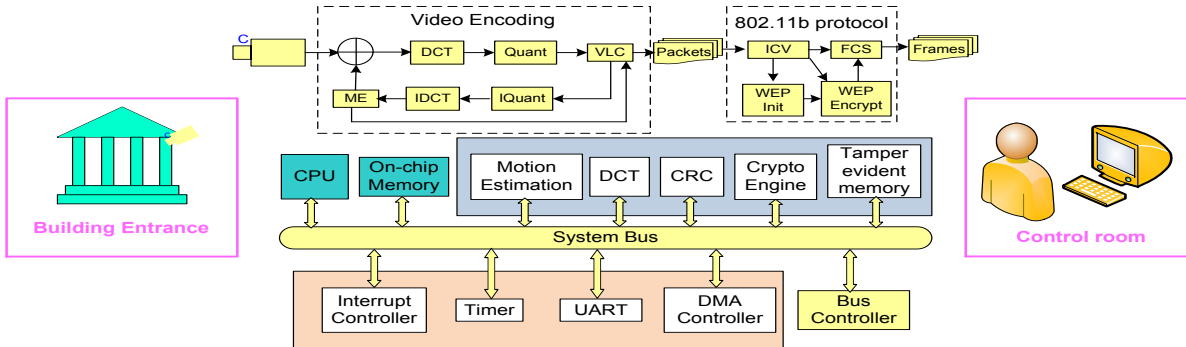 Video Encoding
802.11b protocol
C
DCT
Quant
VLC
Packets
ICV
FCS
Frames
ME
IDCT
IQuant
WEP
Init
WEP
Encrypt
CPU
On-chip
Memory
Motion
Estimation
DCT
CRC
Crypto
Engine
Tamper
evident
memory
Building Entrance
System Bus
Control room
Interrupt
Controller
Timer
UART
DMA
Controller
Bus
Controller